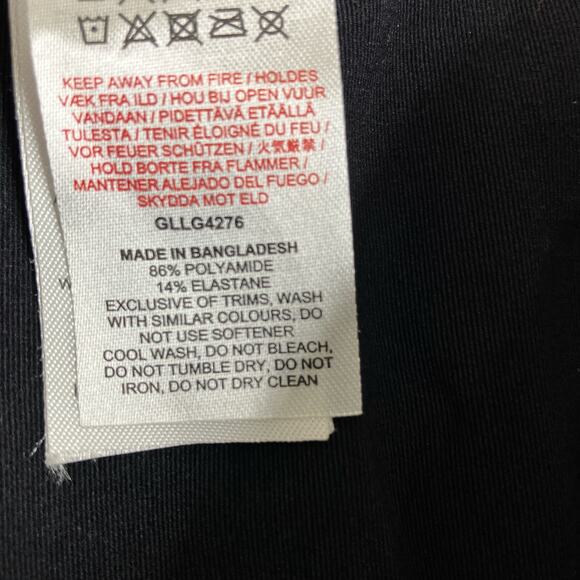 KEEP AWAY FROM FIRE / HOLDES
VÆK FRA ILD / HOU BIJ OPEN VUUR
VANDAAN / PIDETTÄVÄ ETÄÄLLÄ
TULESTA / TENIR ÉLOIGNÉ DU FEU /
VOR FEUER SCHÜTZEN / 火気厳禁 /
HOLD BORTE FRA FLAMMER /
MANTENER ALEJADO DEL FUEGO /
SKYDDA MOT ELD
GLLG4276
MADE IN BANGLADESH
86% POLYAMIDE
14% ELASTANE
EXCLUSIVE OF TRIMS, WASH
WITH SIMILAR COLOURS, DO
NOT USE SOFTENER
COOL WASH, DO NOT BLEACH,
DO NOT TUMBLE DRY, DO NOT
IRON, DO NOT DRY CLEAN